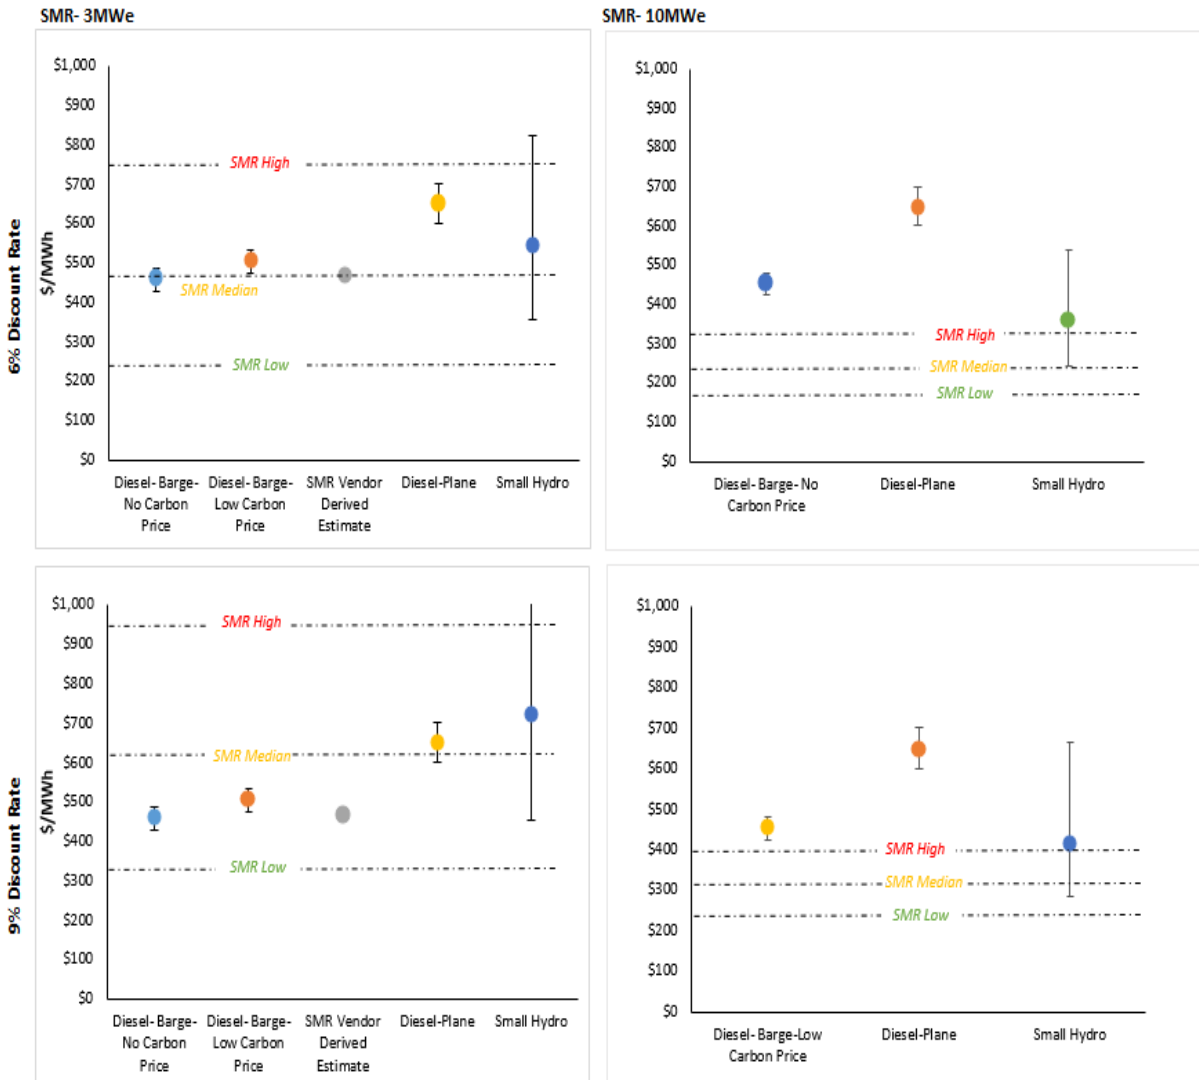 SMR- 3MWe
SMR- 10MWe
6% Discount Rate
$/MWh
$1,000
$900
$800
$700
$600
$500
$400
$300
$200
$100
$0
SMR High
SMR Median
SMR Low
Diesel- Barge-
No Carbon
Price
Diesel- Barge-
Low Carbon
Price
SMR Vendor
Derived
Estimate
Diesel-Plane
Small Hydro
$1,000
$900
$800
$700
$600
$500
$400
$300
$200
$100
$0
SMR High
SMR Median
SMR Low
Diesel- Barge- No
Carbon Price
Diesel-Plane
Small Hydro
9% Discount Rate
$/MWh
$1,000
$900
$800
$700
$600
$500
$400
$300
$200
$100
$0
SMR High
SMR Median
SMR Low
Diesel- Barge-
No Carbon
Price
Diesel- Barge-
Low Carbon
Price
SMR Vendor
Derived
Estimate
Diesel-Plane
Small Hydro
$1,000
$900
$800
$700
$600
$500
$400
$300
$200
$100
$0
SMR High
SMR Median
SMR Low
Diesel- Barge-Low
Carbon Price
Diesel-Plane
Small Hydro